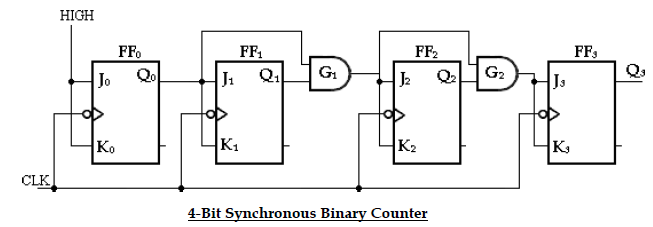 HIGH
FF0 FF1 FF2 FF3
J0 Q0 J1 Q1 G1 J2 Q2 G2 J3 Q3
K0 K1 K2 K3
CLK
4-Bit Synchronous Binary Counter